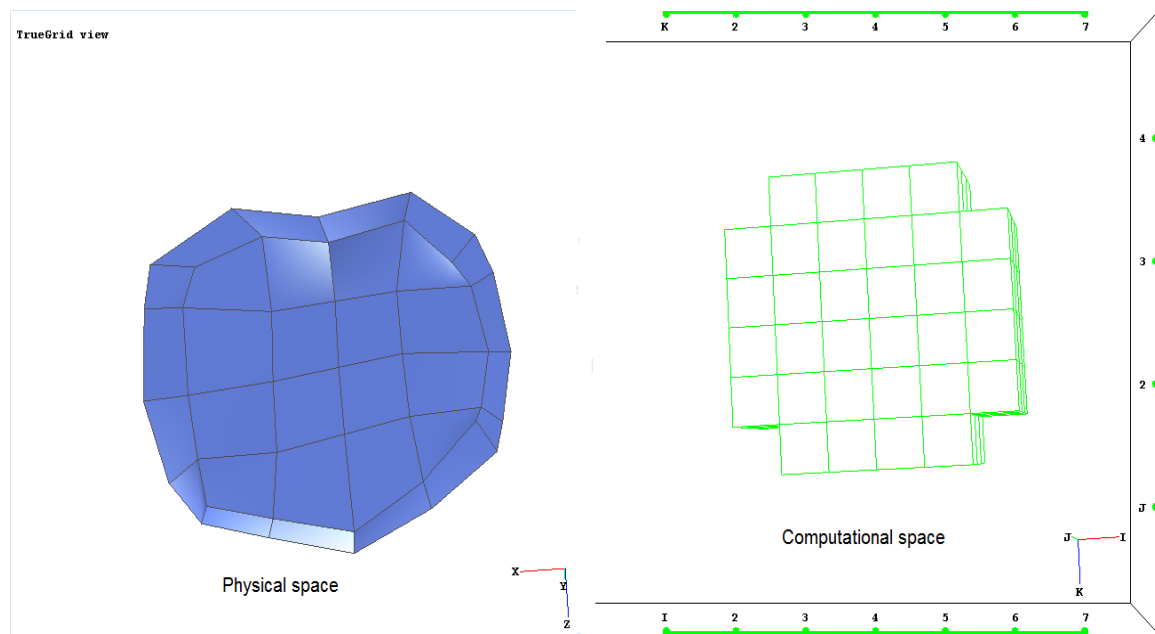 TrueGrid view
K 2 3 4 5 6 7
4
3
2
J
Computational space
J I
K
Physical space
X
Y
Z
I 2 3 4 5 6 7